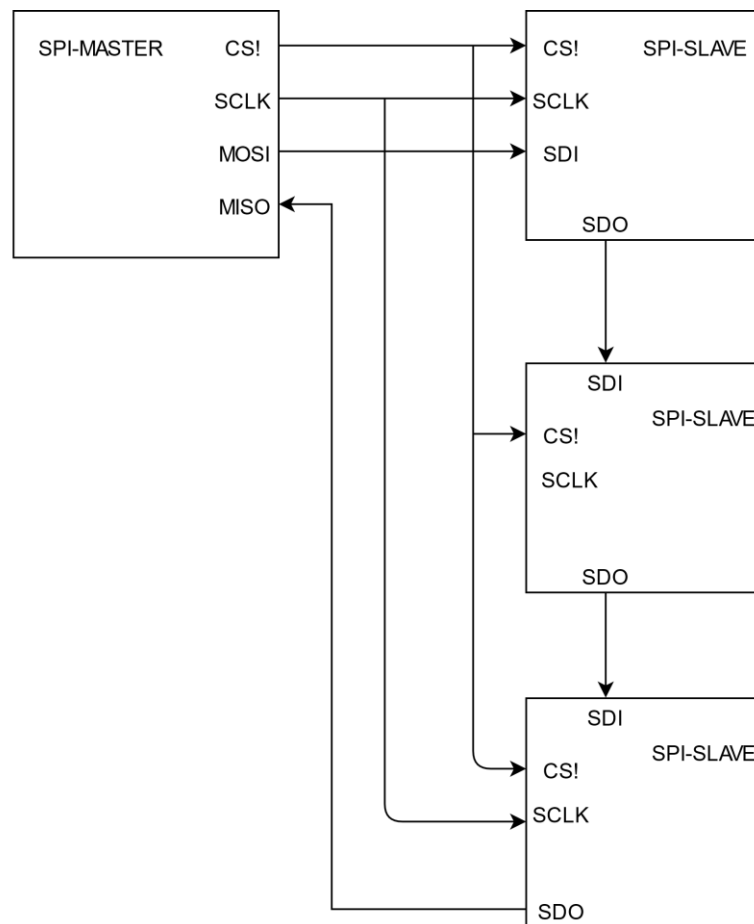 SPI-MASTER
CS!
SCLK
MOSI
MISO
CS!
SPI-SLAVE
SCLK
SDI
SDO
SDI
SPI-SLAVE
CS!
SCLK
SDO
SDI
SPI-SLAVE
CS!
SCLK
SDO